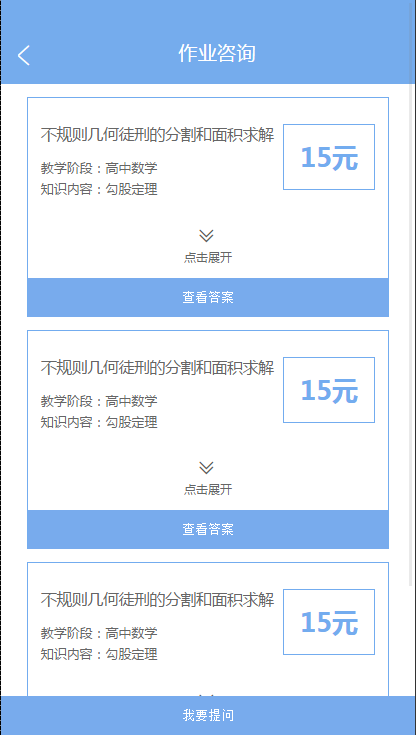 作业咨询
不规则几何徒刑的分割和面积求解
15元
教学阶段：高中数学
知识内容：勾股定理
点击展开
查看答案
不规则几何徒刑的分割和面积求解
15元
教学阶段：高中数学
知识内容：勾股定理
点击展开
查看答案
不规则几何徒刑的分割和面积求解
15元
教学阶段：高中数学
知识内容：勾股定理
我要提问